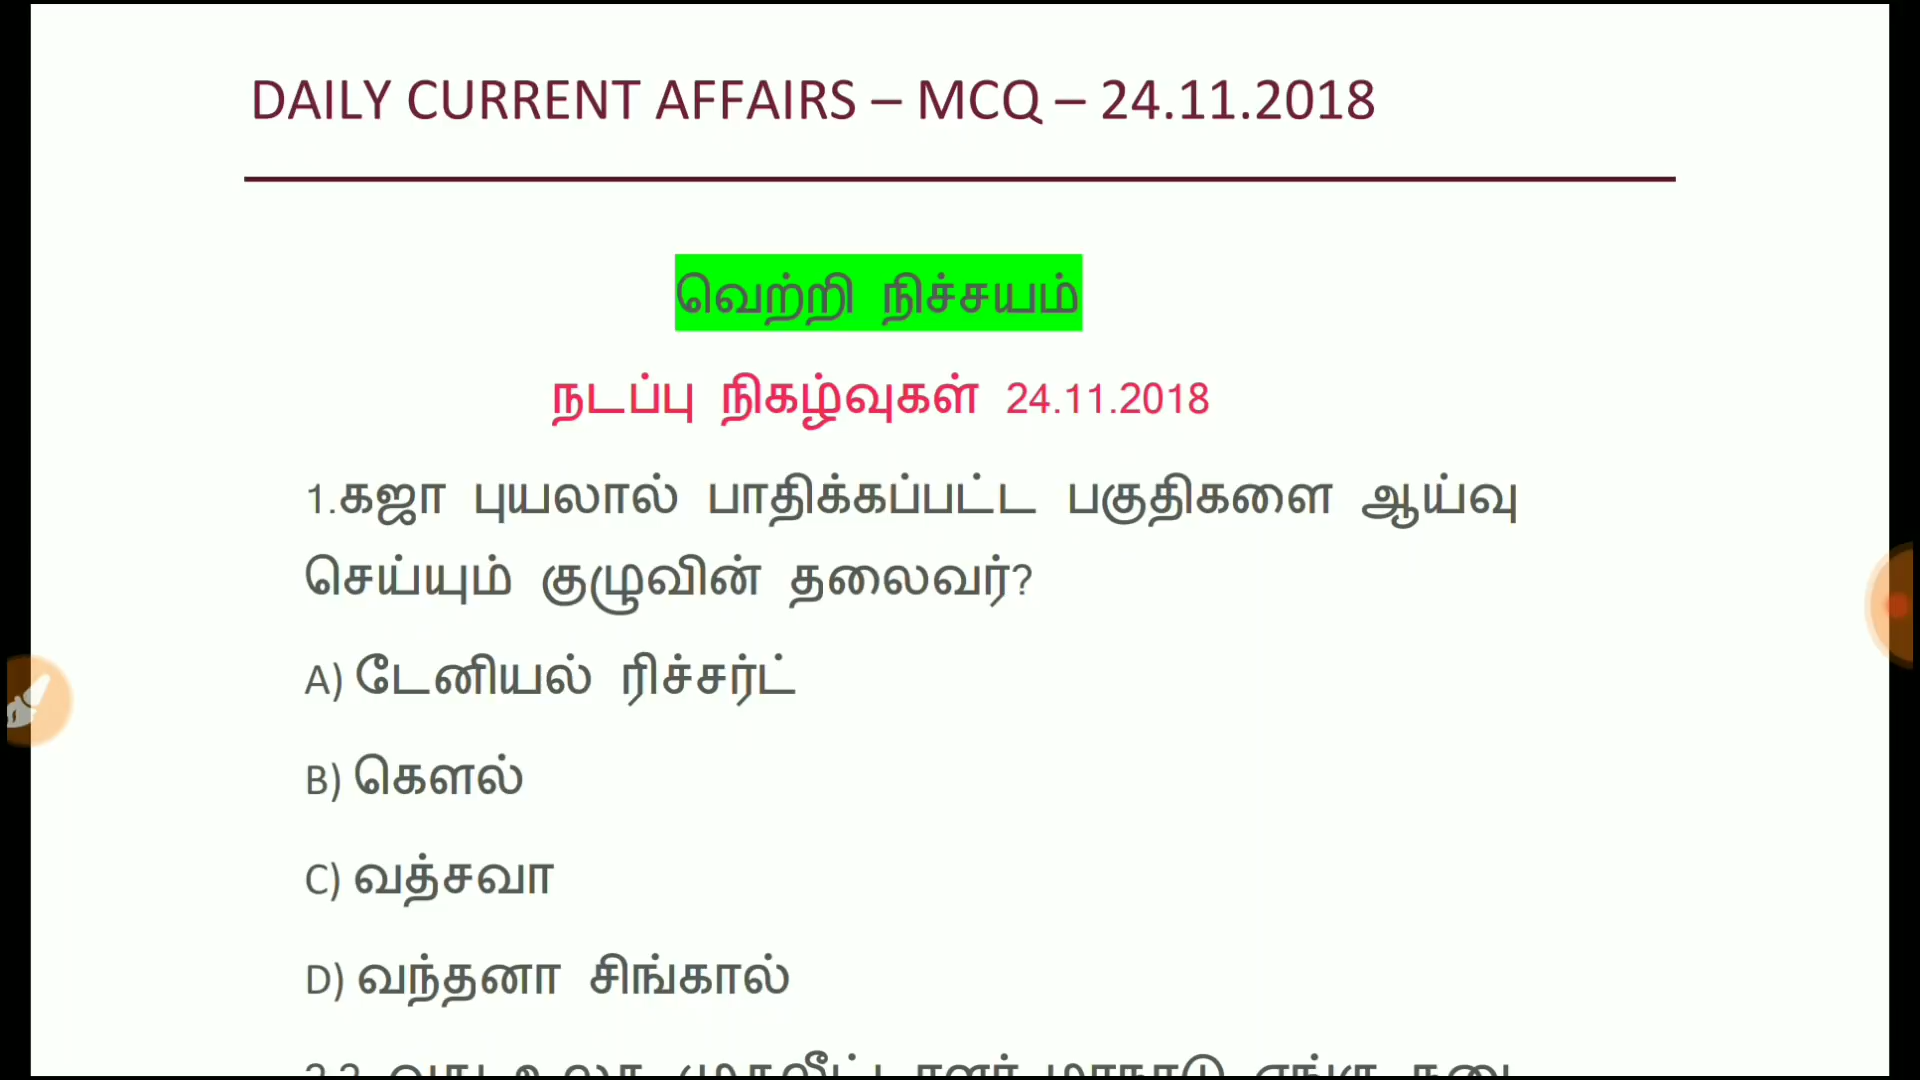 DAILY CURRENT AFFAIRS – MCQ – 24.11.2018
வெற்றி நிச்சயம்
நடப்பு நிகழ்வுகள் 24.11.2018
1.கஜா புயலால் பாதிக்கப்பட்ட பகுதிகளை ஆய்வு
செய்யும் குழுவின் தலைவர்?
A) டேனியல் ரிச்சர்ட்
B) கௌல்
C) வத்சவா
D) வந்தனா சிங்கால்